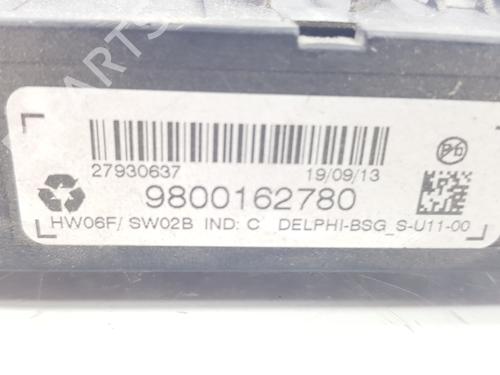 27930637 19/09/13
9800162780
HW06F/ SW02B IND: C DELPHI-BSG_S-U11-00